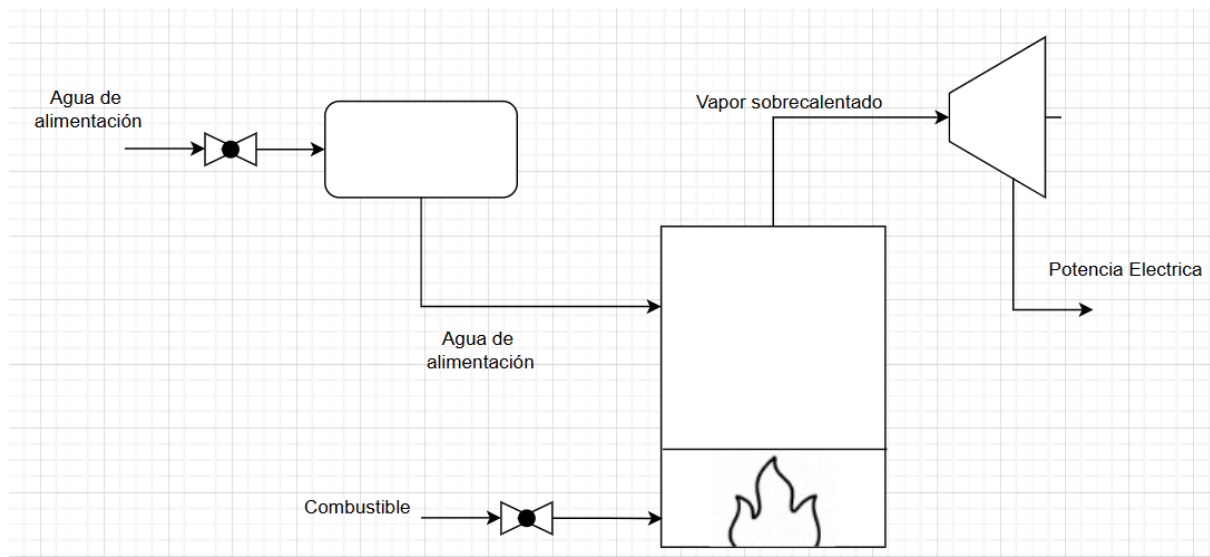 Agua de
alimentación
Vapor sobrecalentado
Potencia Electrica
Agua de
alimentación
Combustible